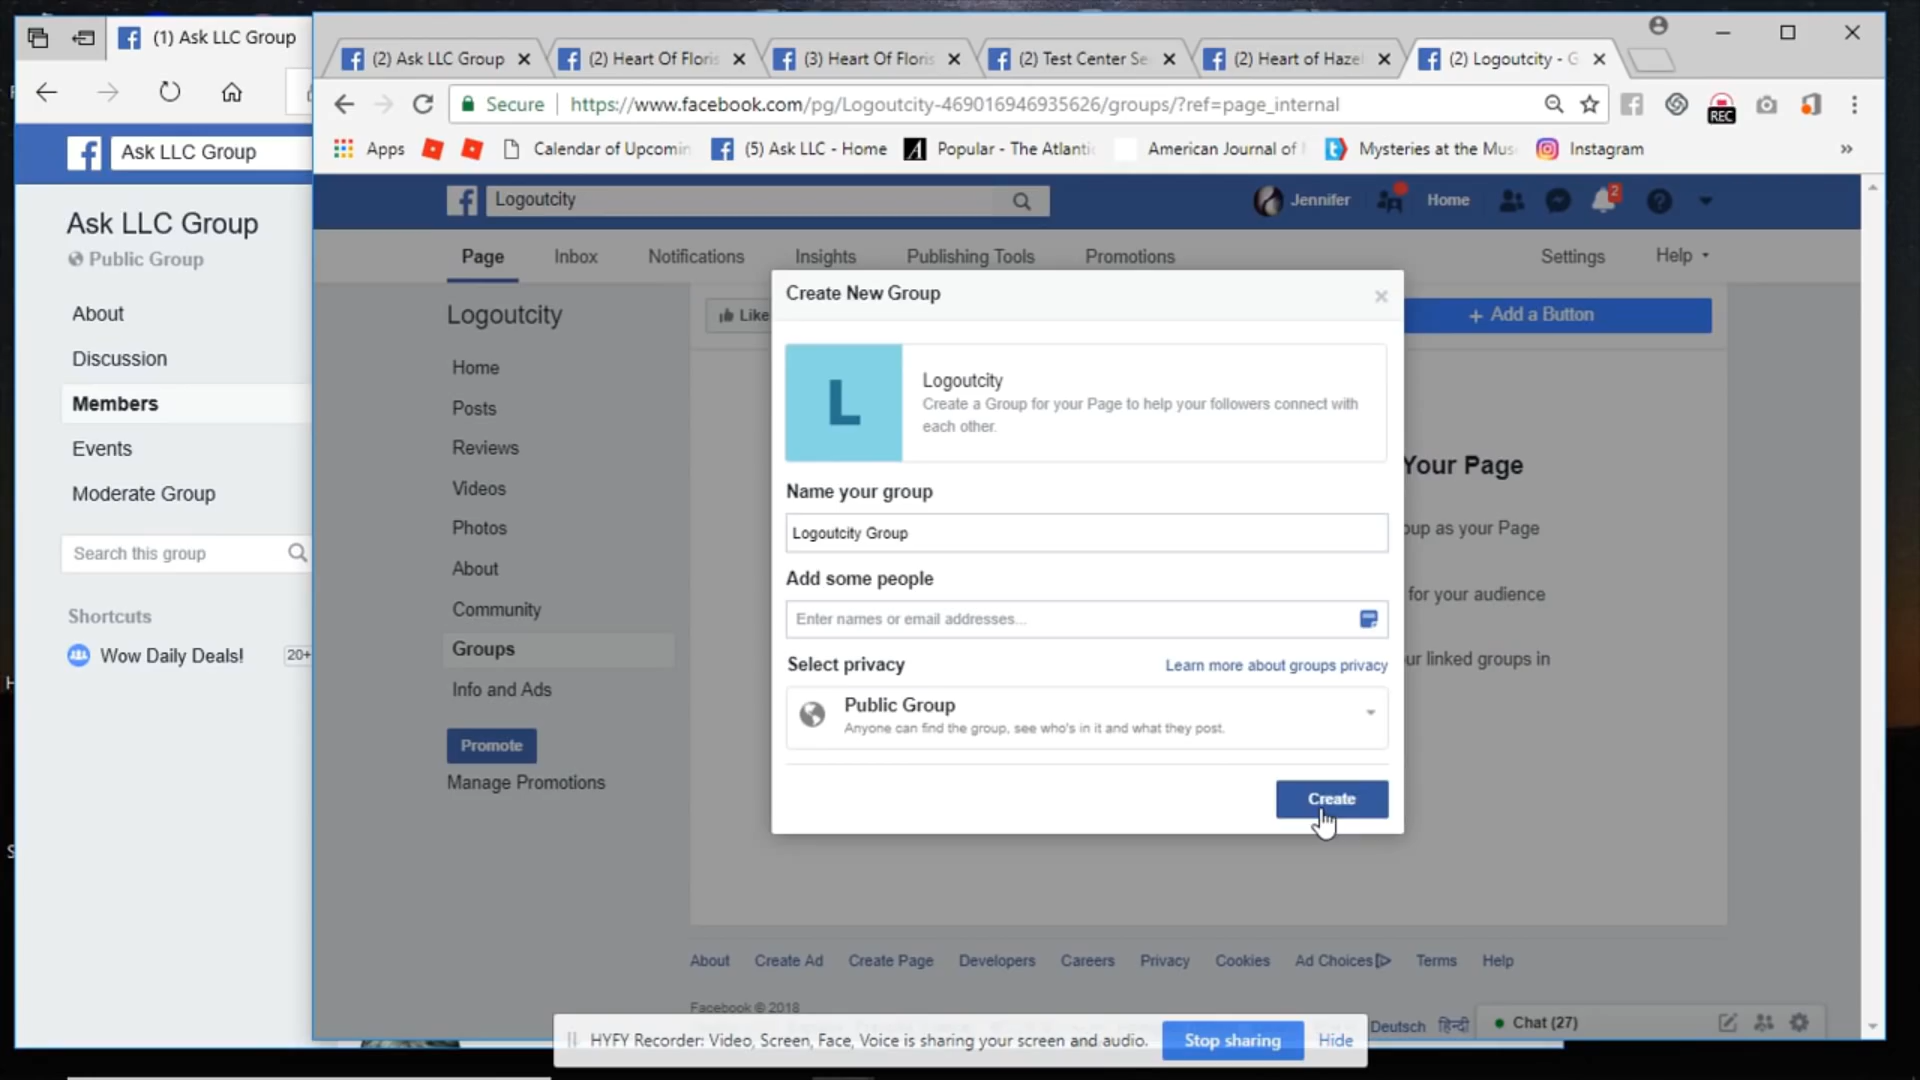 (1) Ask LLC Group
Ask LLC Group
Ask LLC Group
Public Group
About
Discussion
Members
Events
Moderate Group
Search this group
Shortcuts
Wow Daily Deals! 20+
(2) Ask LLC Group
(2) Heart Of Floris
(3) Heart Of Floris
(2) Test Center Se
(2) Heart of Hazel
(2) Logoutcity - G
Secure https://www.facebook.com/pg/Logoutcity-469016946935626/groups/?ref=page_internal
REC
Apps
Calendar of Upcomin
(5) Ask LLC - Home
A Popular - The Atlantic
American Journal of
Mysteries at the Mus
Instagram
»
Logoutcity
Jennifer Home 2
Page Inbox Notifications Insights Publishing Tools Promotions Settings Help
Logoutcity
Home
Posts
Reviews
Videos
Photos
About
Community
Groups
Info and Ads
Promote
Manage Promotions
Like
+ Add a Button
Create New Group
L
Logoutcity
Create a Group for your Page to help your followers connect with
each other.
Name your group
Logoutcity Group
Add some people
Enter names or email addresses...
Select privacy Learn more about groups privacy
Public Group
Anyone can find the group, see who's in it and what they post.
Create
Your Page
oup as your Page
for your audience
ur linked groups in
About Create Ad Create Page Developers Careers Privacy Cookies Ad Choices Terms Help
Facebook © 2018
Deutsch हिन्दी
Chat (27)
HYFY Recorder: Video, Screen, Face, Voice is sharing your screen and audio. Stop sharing Hide